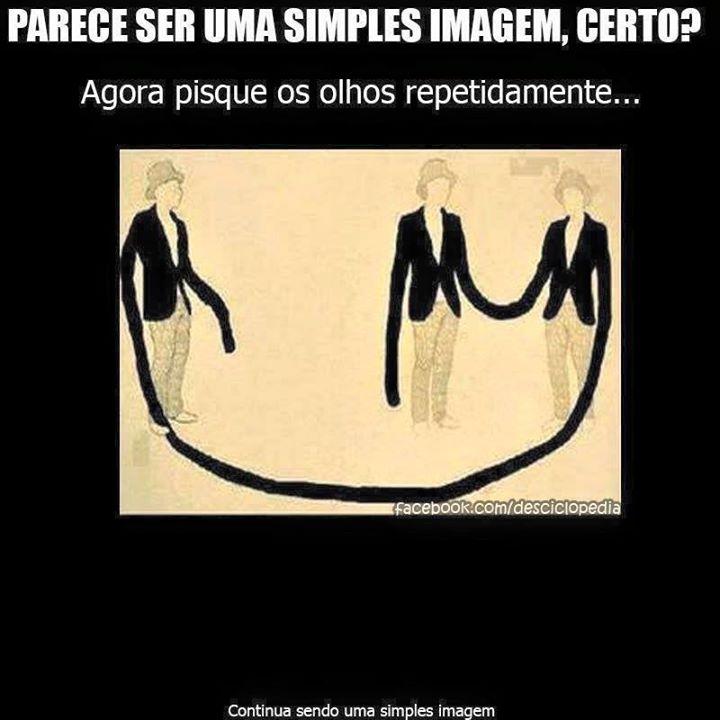 PARECE SER UMA SIMPLES IMAGEM, CERTO?
Agora pisque os olhos repetidamente...
facebook.com/desciclopedia
Continua sendo uma simples imagem